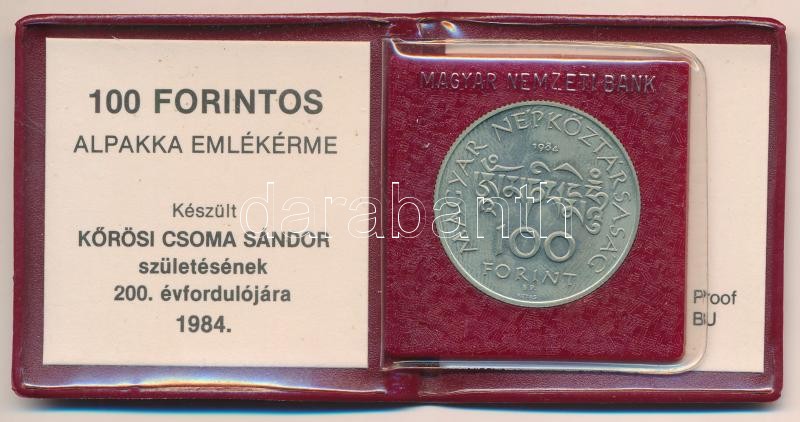 100 FORINTOS
ALPAKKA EMLÉKÉRME
Készült
KŐRÖSI CSOMA SÁNDOR
születésének
200. évfordulójára
1984.
MAGYAR NEMZETI BANK
MAGYAR NÉPKÖZTÁRSASÁG
1984
100
FORINT
BP.
Proof
BU
darabanth